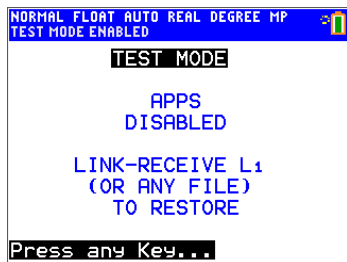 NORMAL FLOAT AUTO REAL DEGREE MP
TEST MODE ENABLED
TEST MODE
APPS
DISABLED
LINK-RECEIVE L₁
(OR ANY FILE)
TO RESTORE
Press any Key...